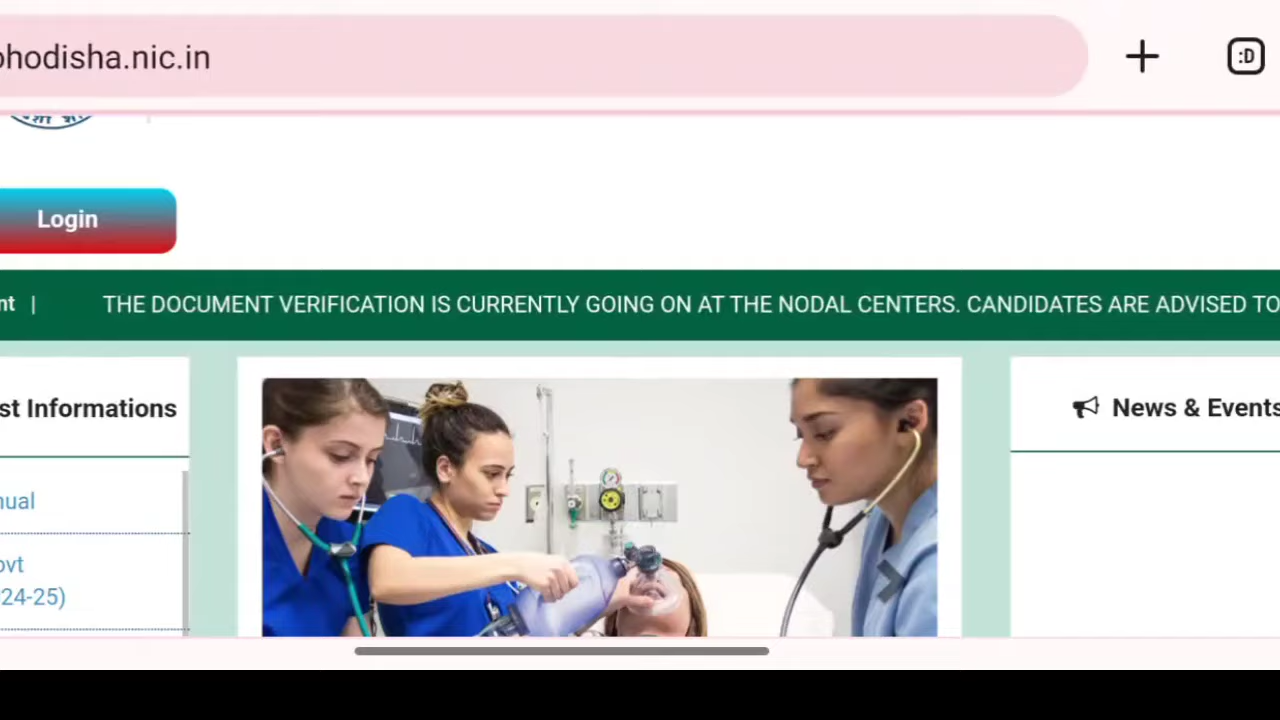 phodisha.nic.in
:D
Login
nt |
THE DOCUMENT VERIFICATION IS CURRENTLY GOING ON AT THE NODAL CENTERS. CANDIDATES ARE ADVISED TO
st Informations
News & Events
nual
ovt
24-25)